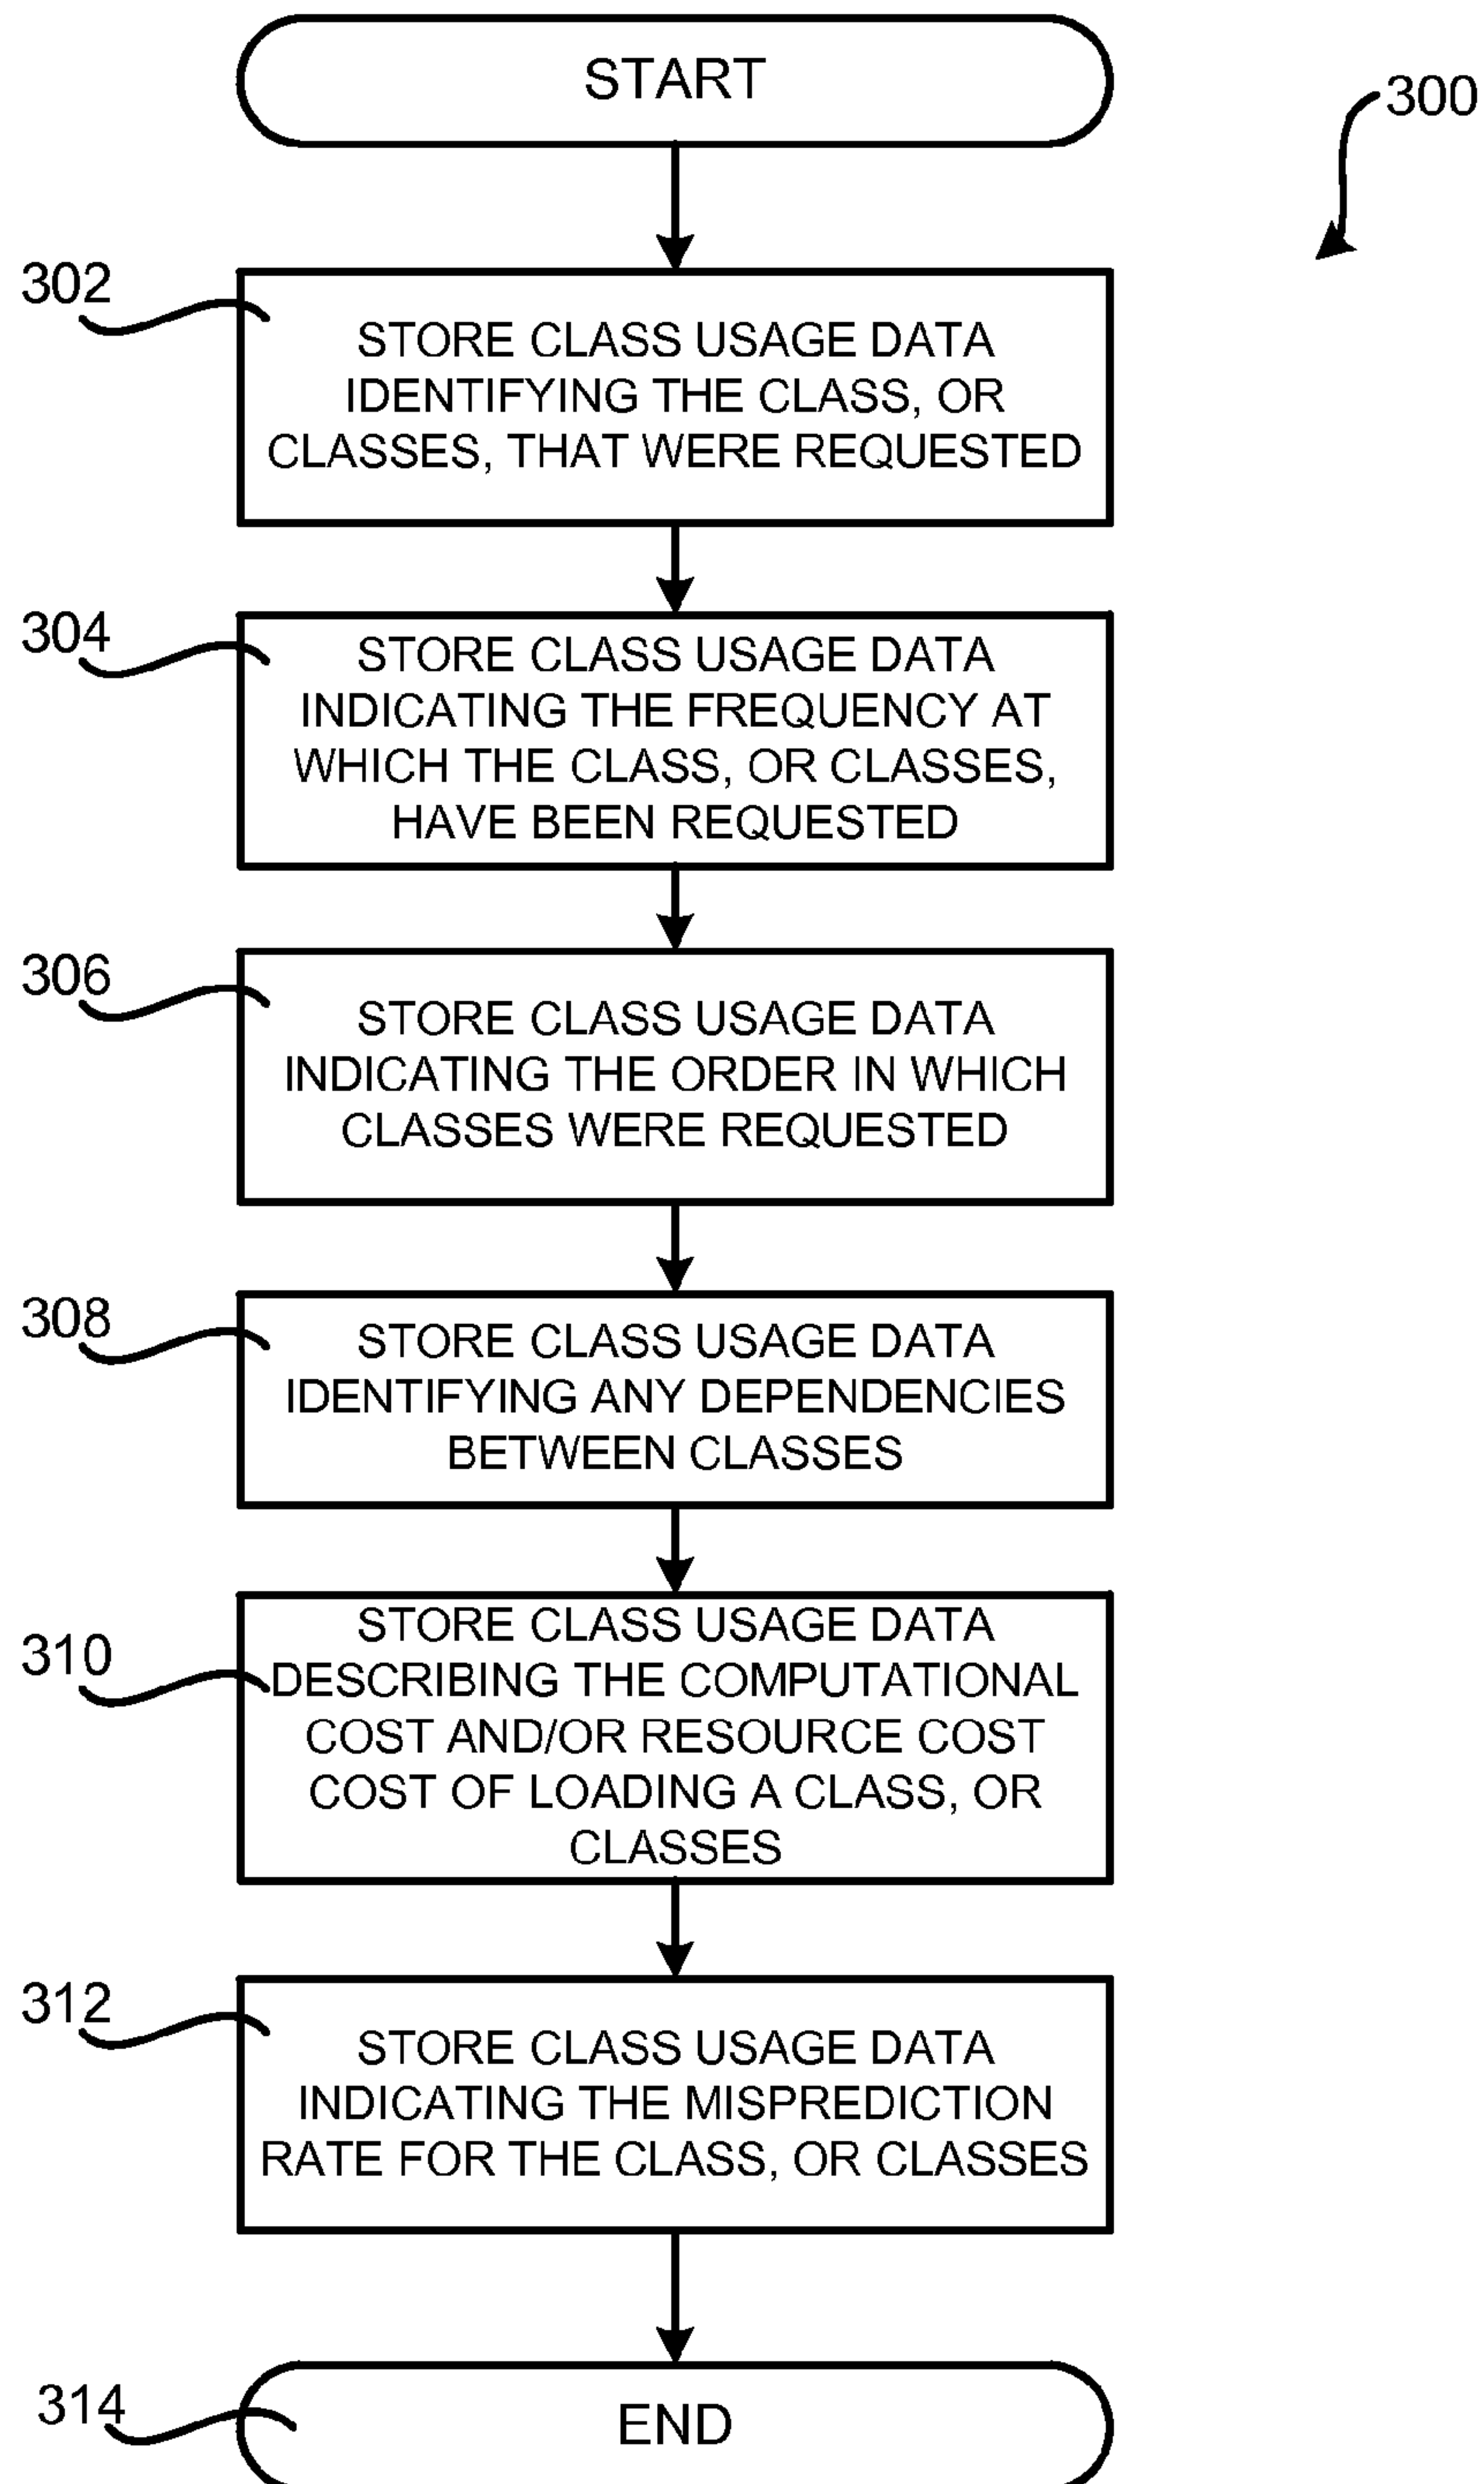 START
300
302
STORE CLASS USAGE DATA
IDENTIFYING THE CLASS, OR
CLASSES, THAT WERE REQUESTED
304
STORE CLASS USAGE DATA
INDICATING THE FREQUENCY AT
WHICH THE CLASS, OR CLASSES,
HAVE BEEN REQUESTED
306
STORE CLASS USAGE DATA
INDICATING THE ORDER IN WHICH
CLASSES WERE REQUESTED
308
STORE CLASS USAGE DATA
IDENTIFYING ANY DEPENDENCIES
BETWEEN CLASSES
310
STORE CLASS USAGE DATA
DESCRIBING THE COMPUTATIONAL
COST AND/OR RESOURCE COST
COST OF LOADING A CLASS, OR
CLASSES
312
STORE CLASS USAGE DATA
INDICATING THE MISPREDICTION
RATE FOR THE CLASS, OR CLASSES
314
END